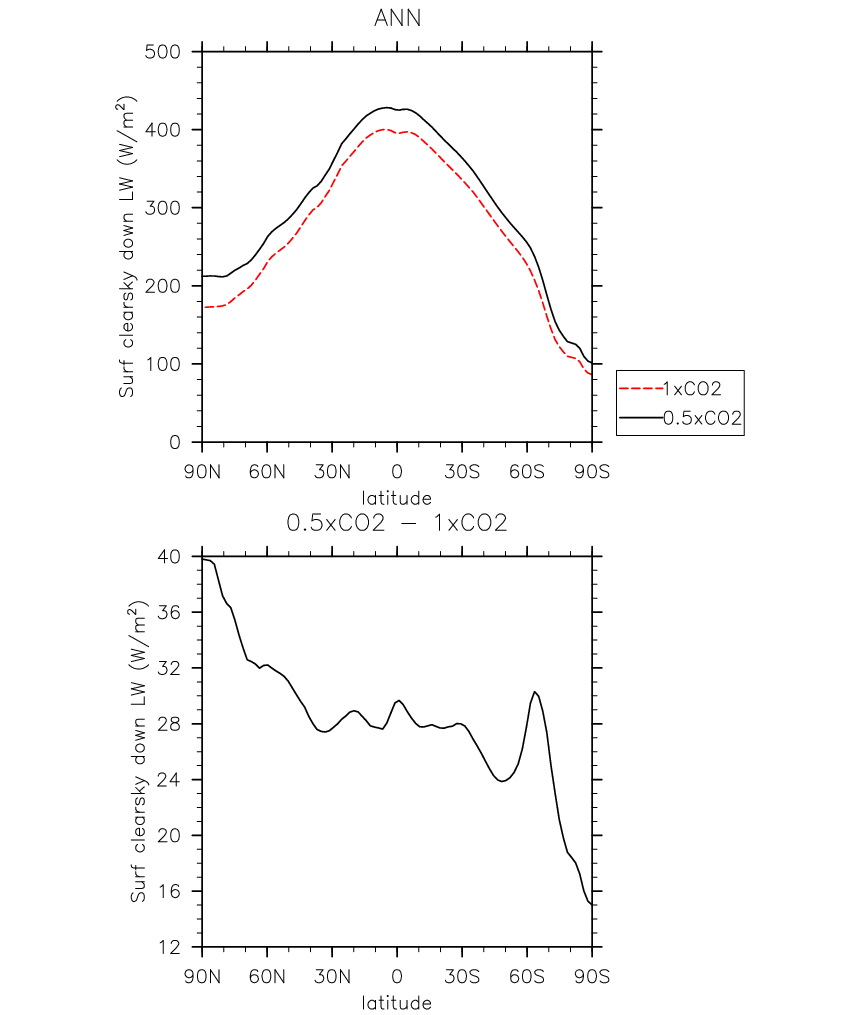 ANN
Surf clearsky down LW (W/m²)
500
400
300
200
100
0
90N 60N 30N 0 30S 60S 90S
latitude
1xCO2
0.5xCO2
0.5xCO2 − 1xCO2
Surf clearsky down LW (W/m²)
40
36
32
28
24
20
16
12
90N 60N 30N 0 30S 60S 90S
latitude